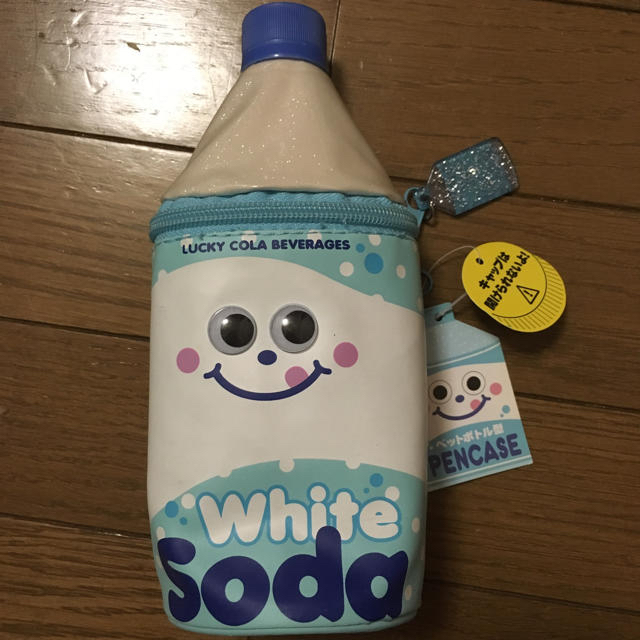 LUCKY COLA BEVERAGES
White
Soda
キャップは
開けられないよ!
ペットボトル型
PENCASE